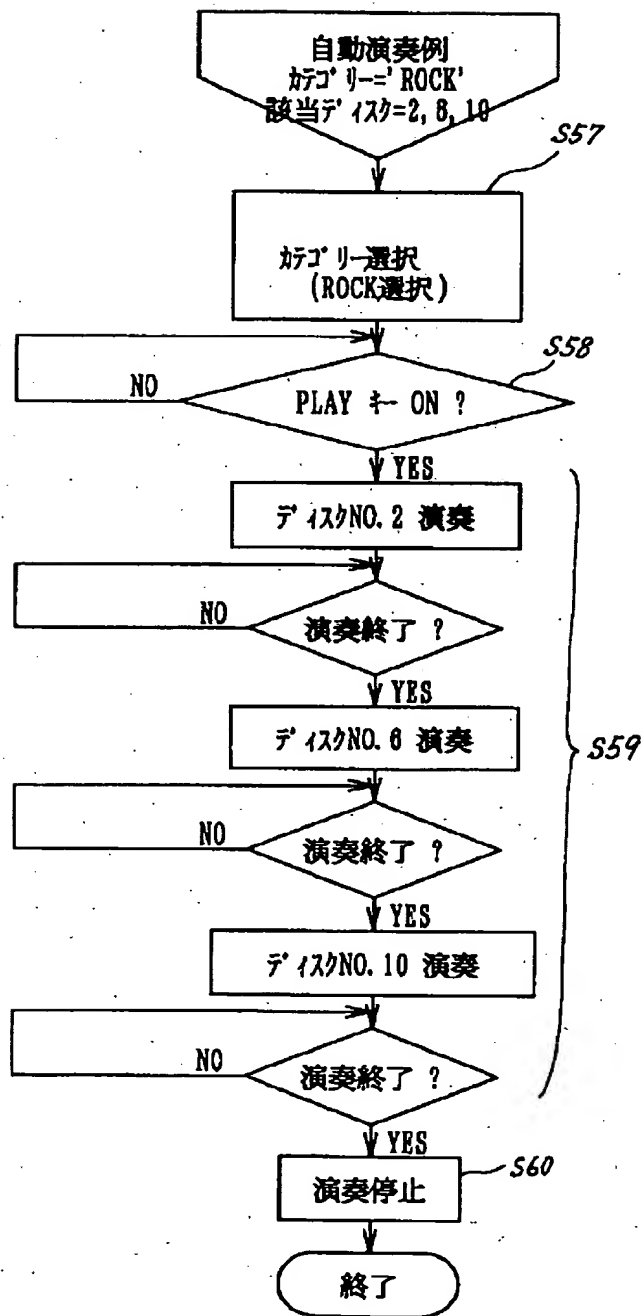 自動演奏例
カテゴリー='ROCK'
該当ディスク=2, 6, 10
S57
カテゴリー選択
(ROCK選択)
S58
NO
PLAY キー ON ?
YES
ディスクNO. 2 演奏
NO
演奏終了 ?
YES
ディスクNO. 6 演奏
S59
NO
演奏終了 ?
YES
ディスクNO. 10 演奏
NO
演奏終了 ?
YES
S60
演奏停止
終了